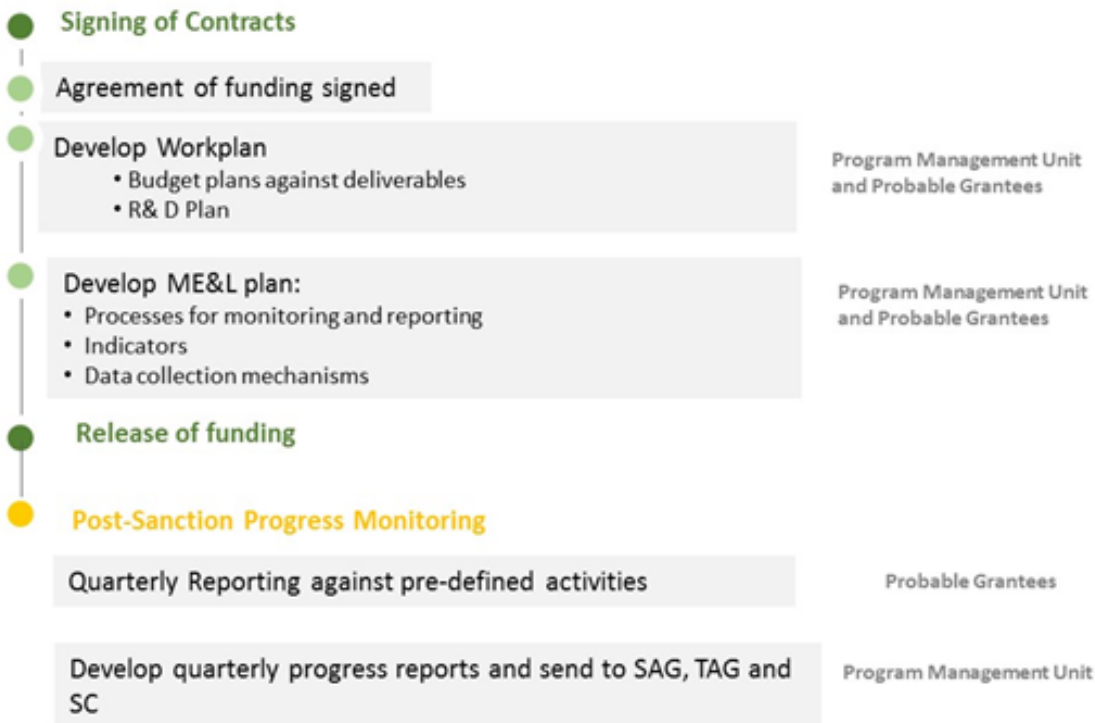 Signing of Contracts
Agreement of funding signed
Develop Workplan
• Budget plans against deliverables
• R& D Plan
Program Management Unit
and Probable Grantees
Develop ME&L plan:
• Processes for monitoring and reporting
• Indicators
• Data collection mechanisms
Program Management Unit
and Probable Grantees
Release of funding
Post-Sanction Progress Monitoring
Quarterly Reporting against pre-defined activities
Probable Grantees
Develop quarterly progress reports and send to SAG, TAG and
SC
Program Management Unit